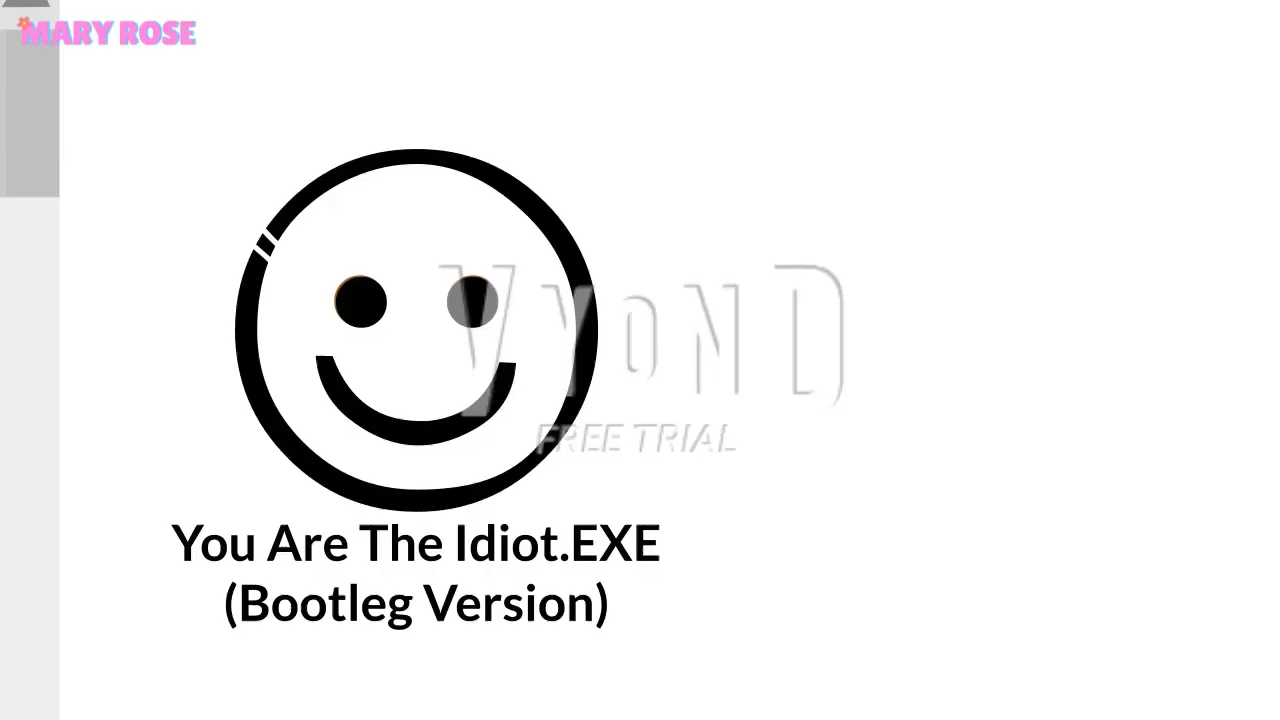 MARY ROSE
VYOND
FREE TRIAL
You Are The Idiot.EXE
(Bootleg Version)